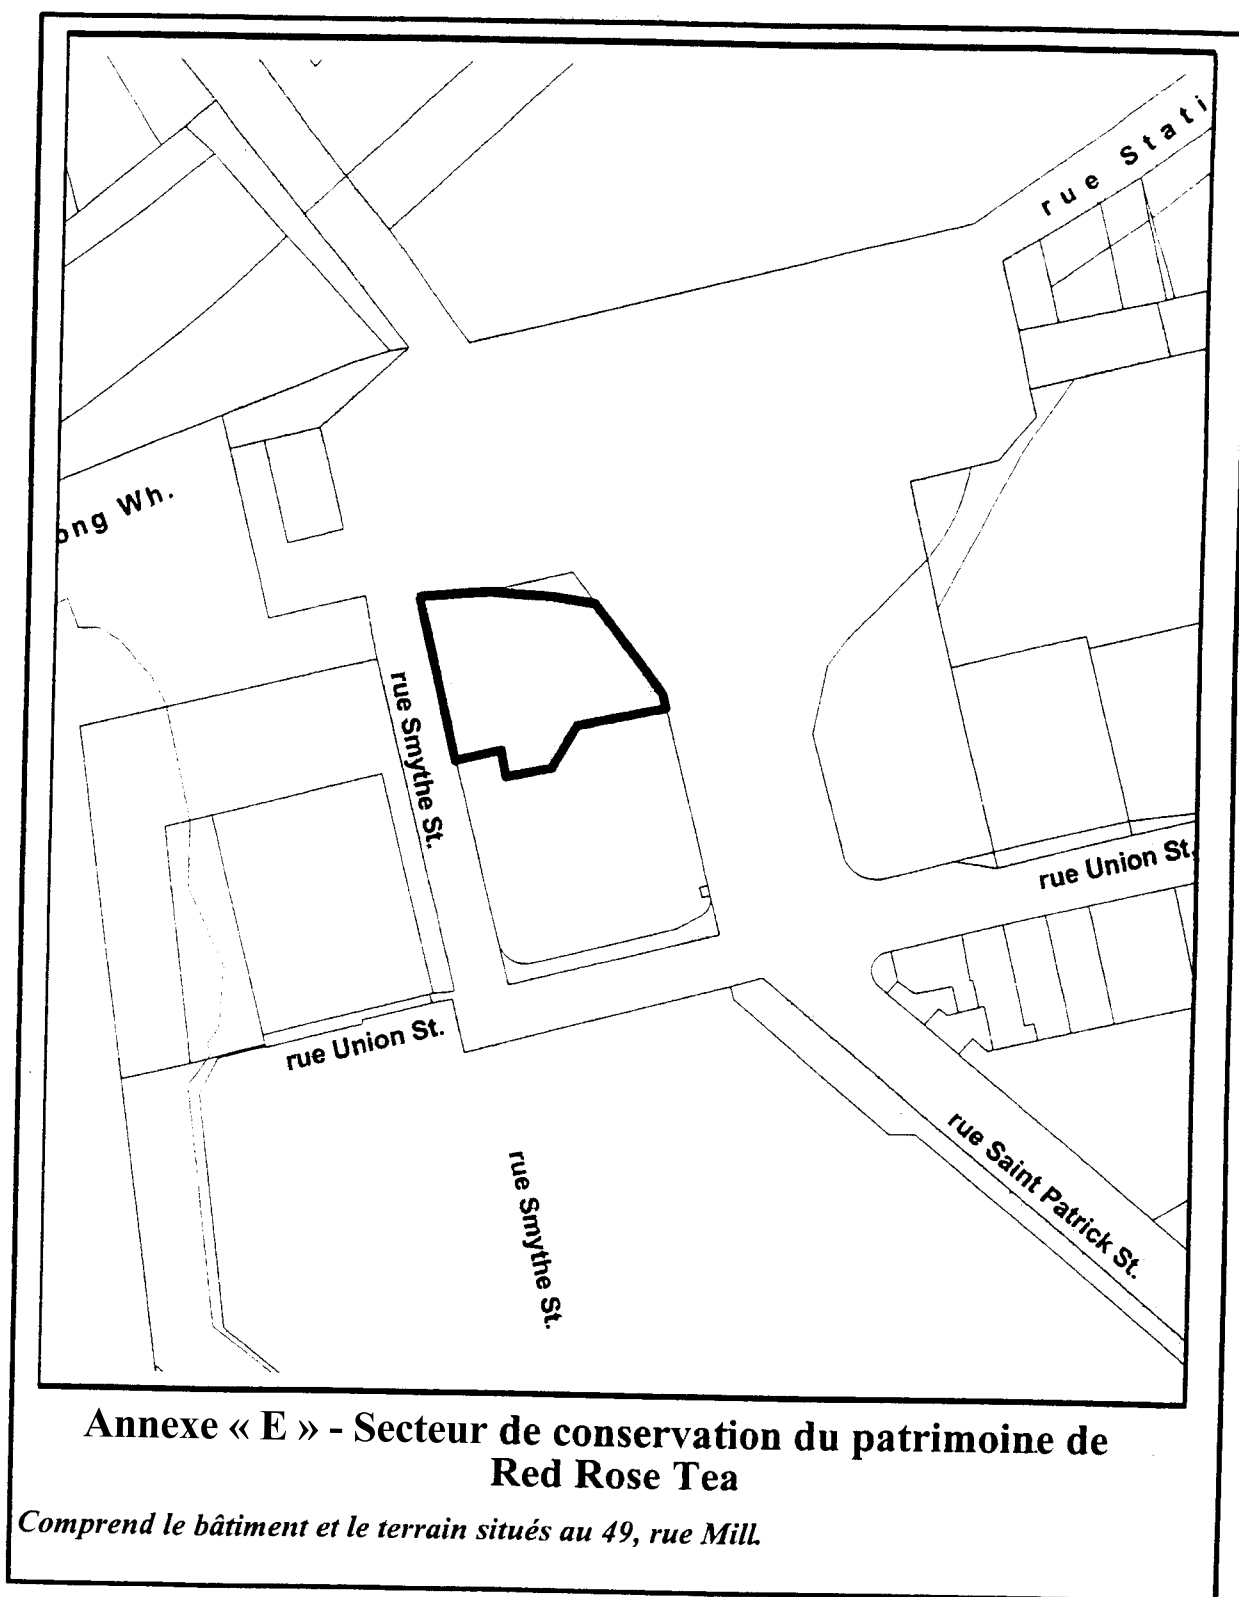 rue Stati
ong Wh.
rue Smythe St.
rue Union St.
rue Union St.
rue Saint Patrick St.
rue Smythe St.
Annexe « E » - Secteur de conservation du patrimoine de
Red Rose Tea
Comprend le bâtiment et le terrain situés au 49, rue Mill.